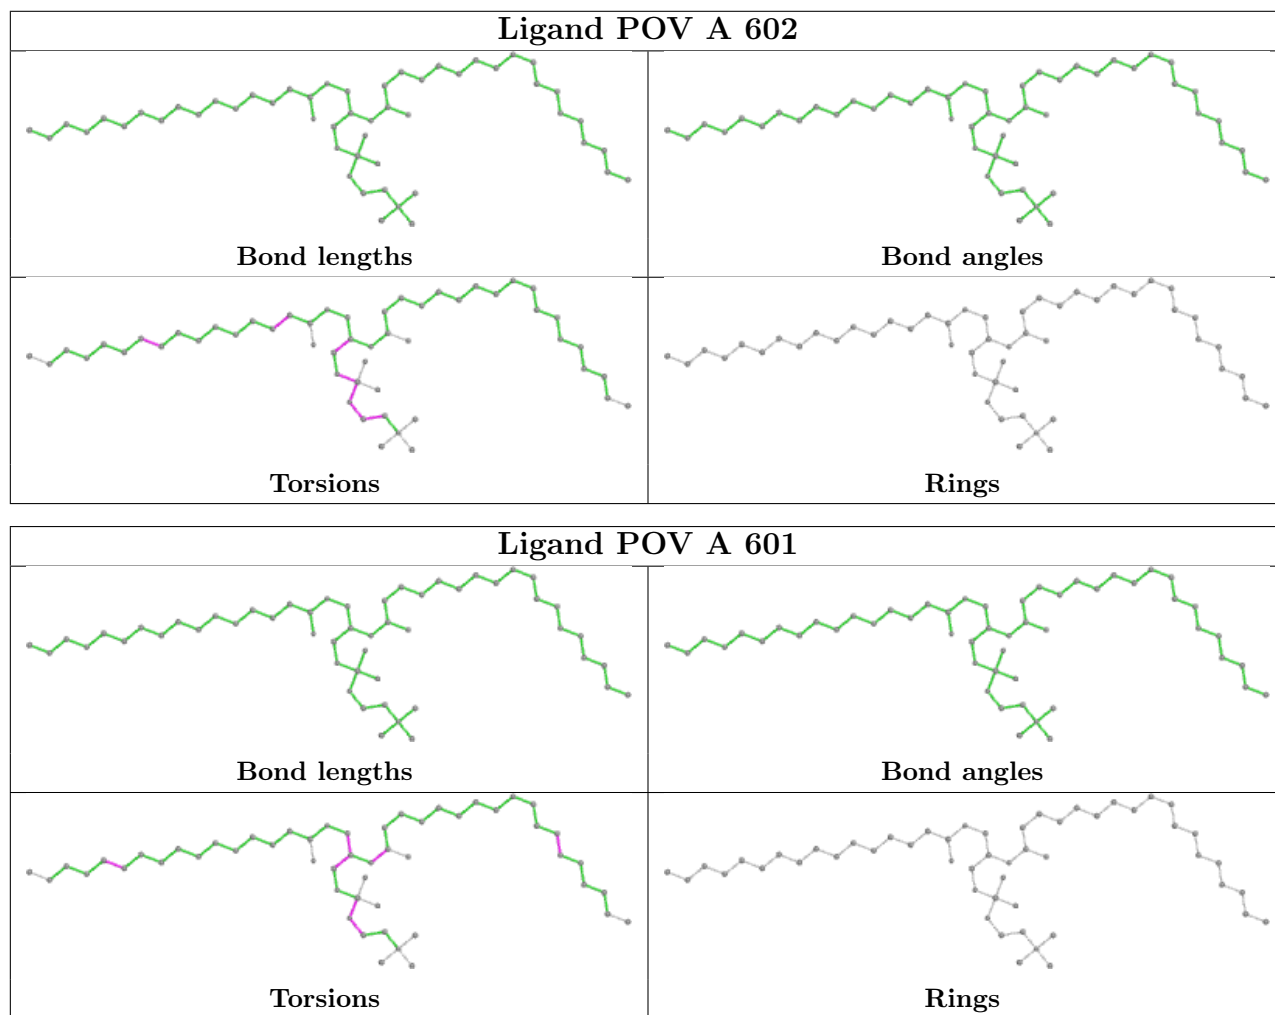 Ligand POV A 602
Bond lengths
Bond angles
Torsions
Rings
Ligand POV A 601
Bond lengths
Bond angles
Torsions
Rings